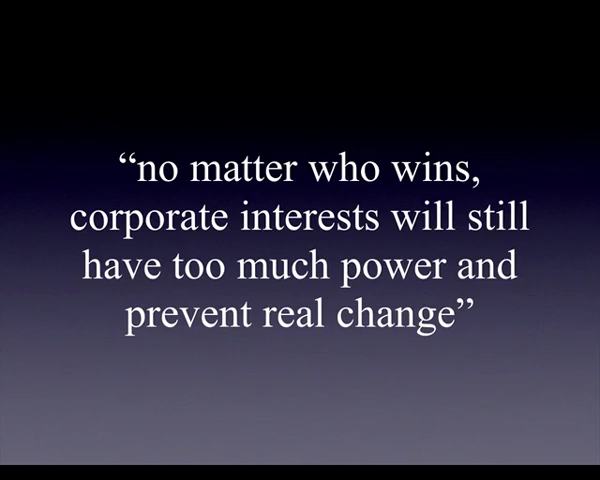 “no matter who wins,
corporate interests will still
have too much power and
prevent real change”